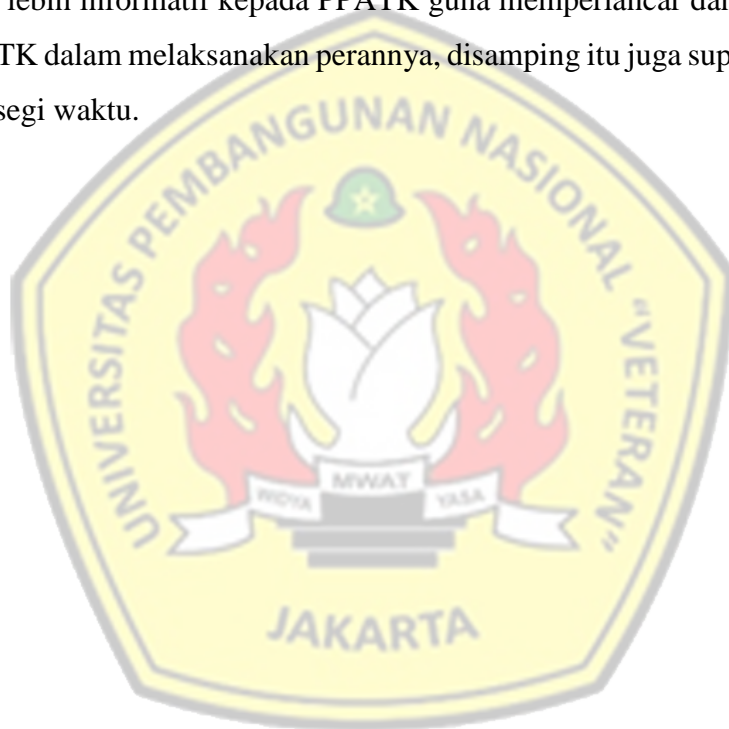 lebih informatif kepada PPATK guna memperlancar dan
TK dalam melaksanakan perannya, disamping itu juga sup
segi waktu.
UNIVERSITAS PEMBANGUNAN NASIONAL “VETERAN”
WIDYA MWAT YASA
JAKARTA